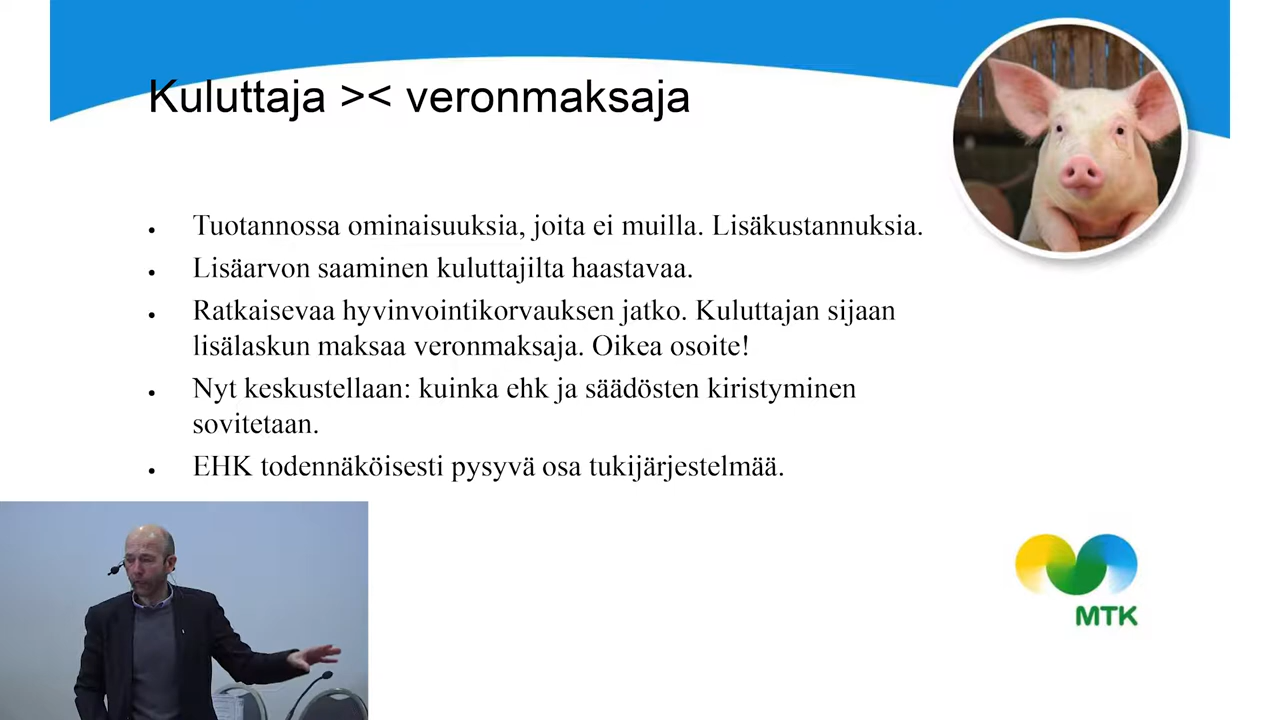 Kuluttaja >< veronmaksaja
• Tuotannossa ominaisuuksia, joita ei muilla. Lisäkustannuksia.
• Lisäarvon saaminen kuluttajilta haastavaa.
• Ratkaisevaa hyvinvointikorvauksen jatko. Kuluttajan sijaan
lisälaskun maksaa veronmaksaja. Oikea osoite!
• Nyt keskustellaan: kuinka ehk ja säädösten kiristyminen
sovitetaan.
• EHK todennäköisesti pysyvä osa tukijärjestelmää.
MTK